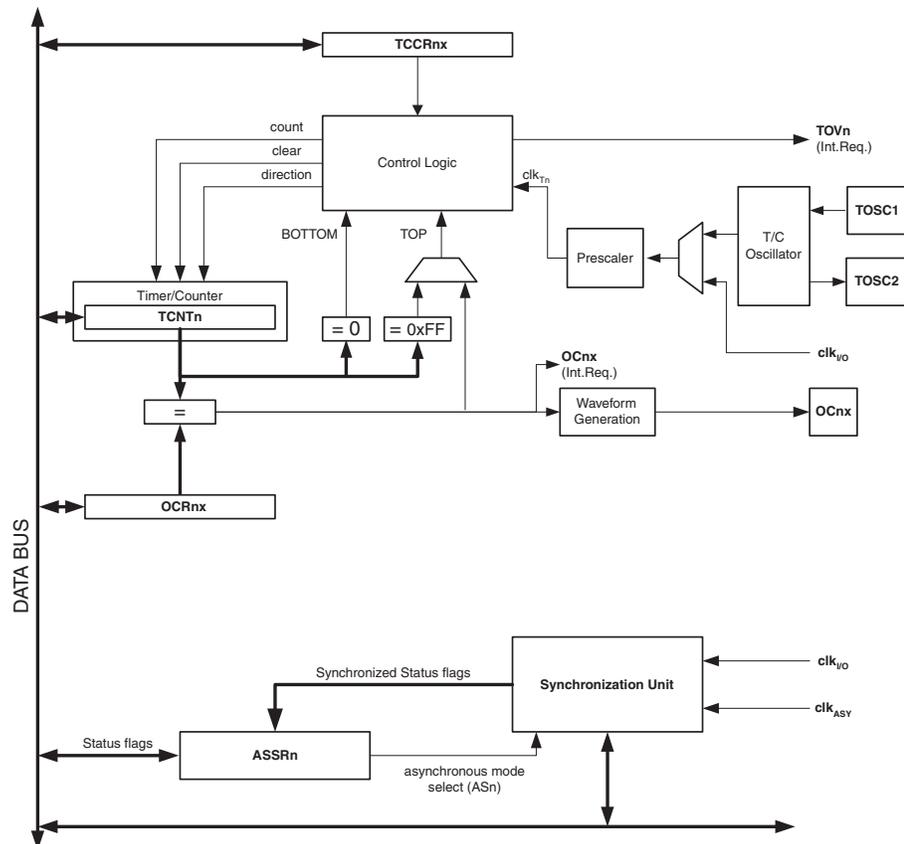 TCCRnx
count
clear
direction
Control Logic
TOVn
(Int.Req.)
clkTn
BOTTOM
TOP
TOSC1
T/C
Oscillator
Prescaler
TOSC2
Timer/Counter
TCNTn
= 0
= 0xFF
clkI/O
OCnx
(Int.Req.)
=
Waveform
Generation
OCnx
OCRnx
DATA BUS
clkI/O
Synchronized Status flags
Synchronization Unit
clkASY
Status flags
ASSRn
asynchronous mode
select (ASn)